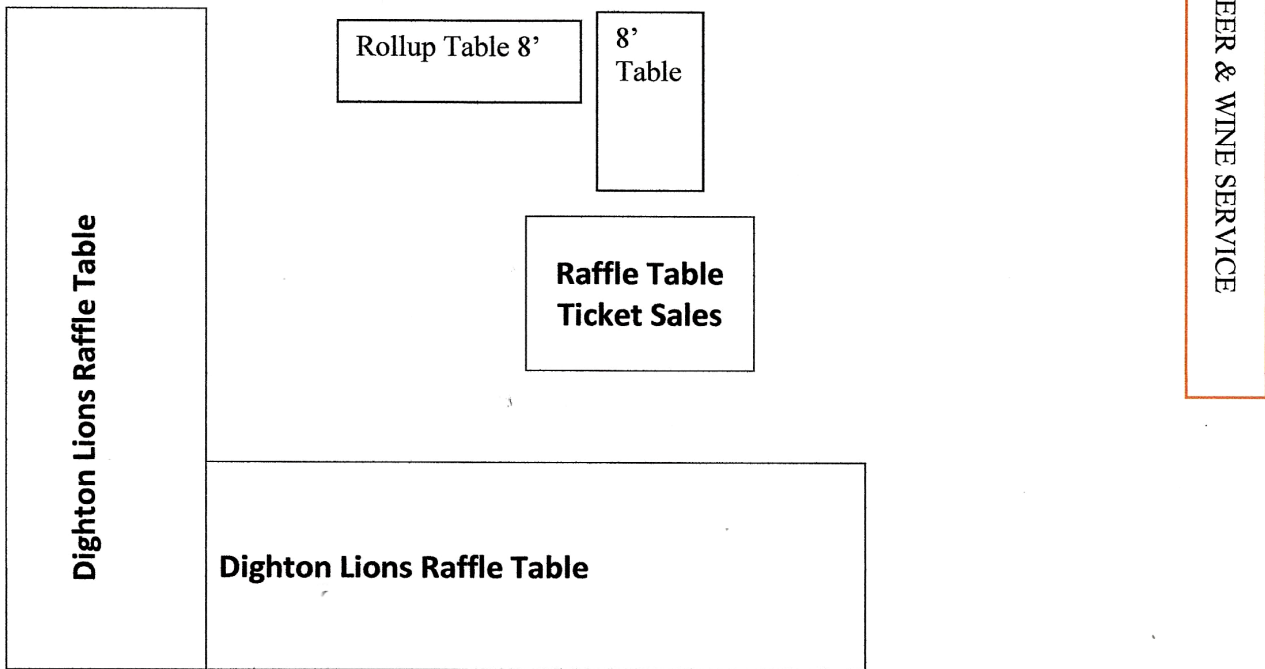 Rollup Table 8’
8’
Table
EER & WINE SERVICE
Dighton Lions Raffle Table
Raffle Table
Ticket Sales
Dighton Lions Raffle Table